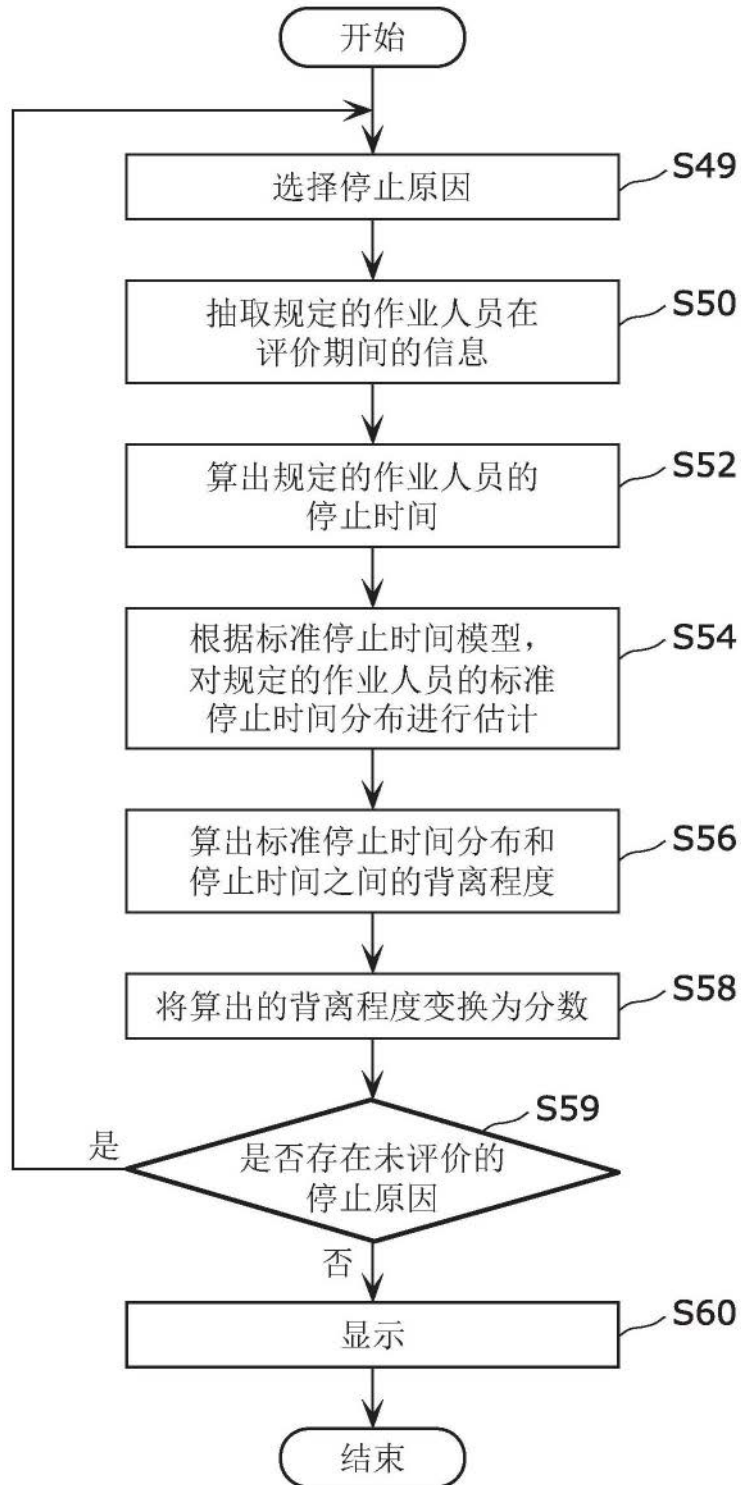 开始
选择停止原因
S49
抽取规定的作业人员在
评价期间的信息
S50
算出规定的作业人员的
停止时间
S52
根据标准停止时间模型，
对规定的作业人员的标准
停止时间分布进行估计
S54
算出标准停止时间分布和
停止时间之间的背离程度
S56
将算出的背离程度变换为分数
S58
S59
是
是否存在未评价的
停止原因
否
显示
S60
结束